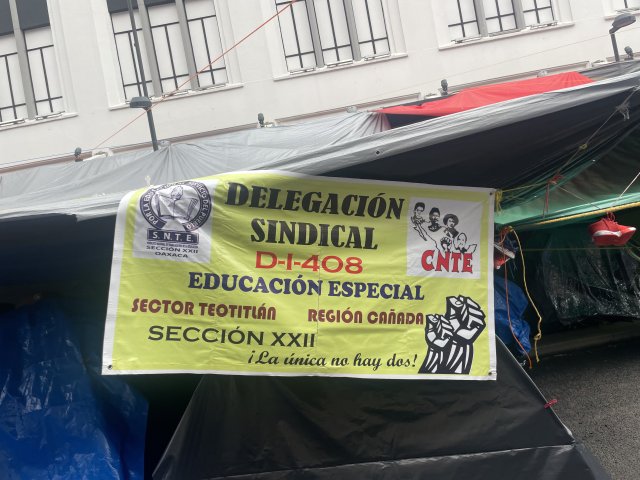 DELEGACIÓN
SINDICAL
D-I-408
EDUCACIÓN ESPECIAL
SECTOR TEOTITLÁN REGIÓN CAÑADA
SECCIÓN XXII
¡La única no hay dos!
S.N.T.E.
SECCIÓN XXII
OAXACA
CNTE